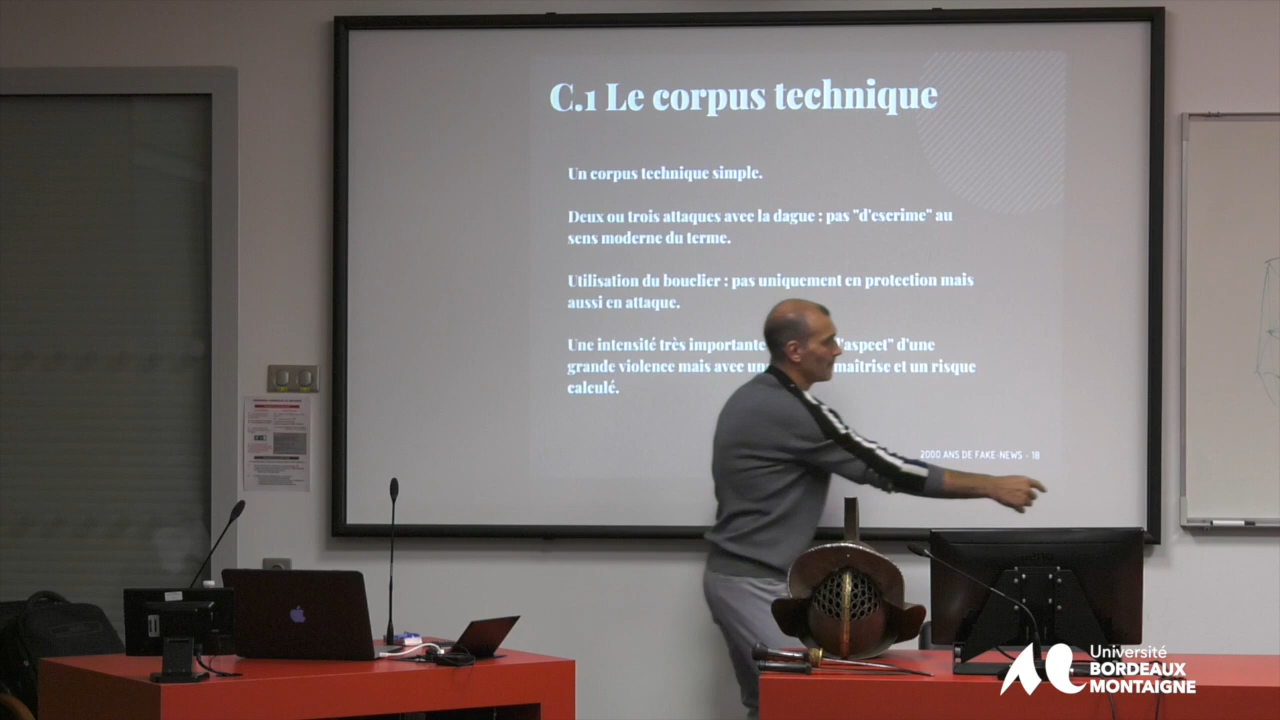 C.1 Le corpus technique
Un corpus technique simple.
Deux ou trois attaques avec la dague : pas "d'escrime" au
sens moderne du terme.
Utilisation du bouclier : pas uniquement en protection mais
aussi en attaque.
Une intensité très importante "aspect" d'une
grande violence mais avec une maîtrise et un risque
calculé.
2000 ANS DE FAKE-NEWS - 18
Université
BORDEAUX
MONTAIGNE